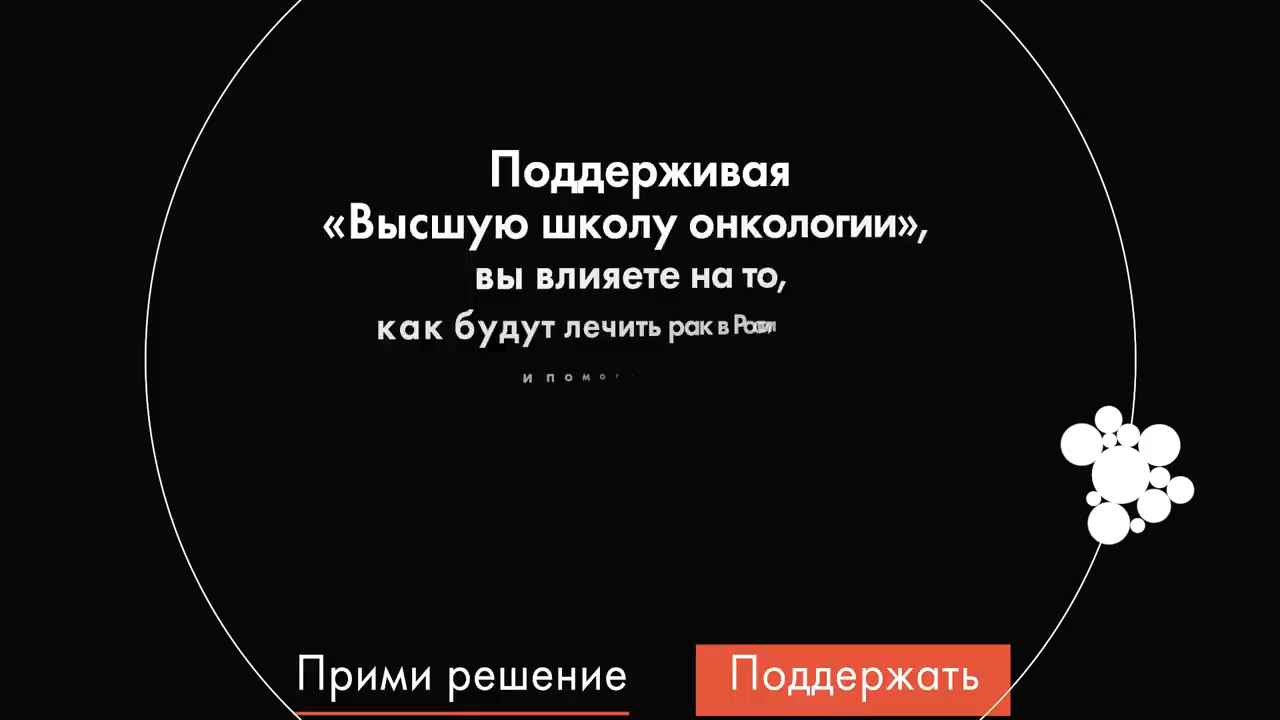 Поддерживая
«Высшую школу онкологии»,
вы влияете на то,
как будут лечить рак в
и
Прими решение
Поддержать